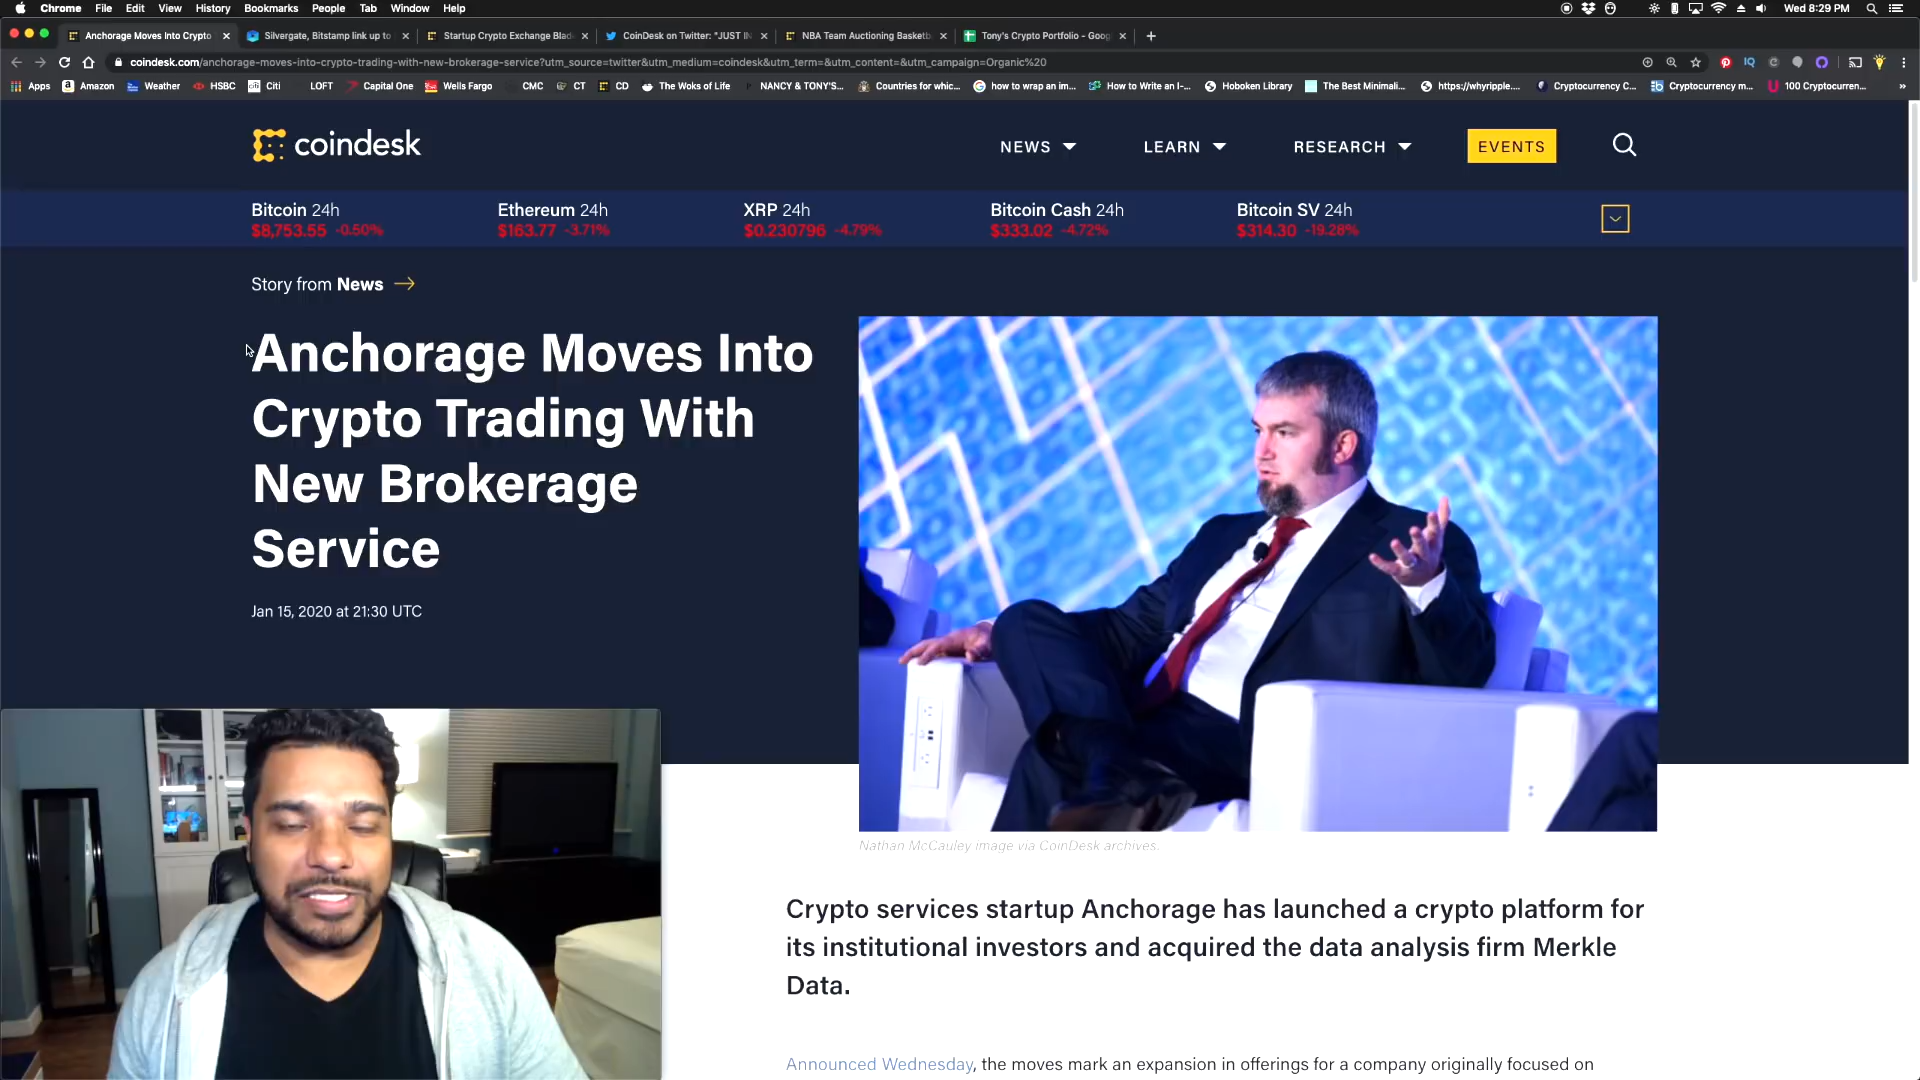 Chrome File Edit View History Bookmarks People Tab Window Help Wed 8:29 PM
Anchorage Moves Into Crypto Silvergate, Bitstamp link up to Startup Crypto Exchange Blad CoinDesk on Twitter: "JUST IN NBA Team Auctioning Basketb Tony's Crypto Portfolio - Goog
coindesk.com/anchorage-moves-into-crypto-trading-with-new-brokerage-service?utm_source=twitter&utm_medium=coindesk&utm_term=&utm_content=&utm_campaign=Organic%20
Apps Amazon Weather HSBC Citi LOFT Capital One Wells Fargo CMC CT CD The Woks of Life NANCY & TONY'S... Countries for whic... how to wrap an im... How to Write an I-... Hoboken Library The Best Minimali... https://whyripple.... Cryptocurrency C... Cryptocurrency m... 100 Cryptocurren... »
coindesk NEWS LEARN RESEARCH EVENTS
Bitcoin 24h Ethereum 24h XRP 24h Bitcoin Cash 24h Bitcoin SV 24h
$8,753.55 -0.50% $163.77 -3.71% $0.230796 -4.79% $333.02 -4.72% $314.30 -19.28%
Story from News
Anchorage Moves Into
Crypto Trading With
New Brokerage
Service
Jan 15, 2020 at 21:30 UTC
Nathan McCauley image via CoinDesk archives.
Crypto services startup Anchorage has launched a crypto platform for
its institutional investors and acquired the data analysis firm Merkle
Data.
Announced Wednesday, the moves mark an expansion in offerings for a company originally focused on